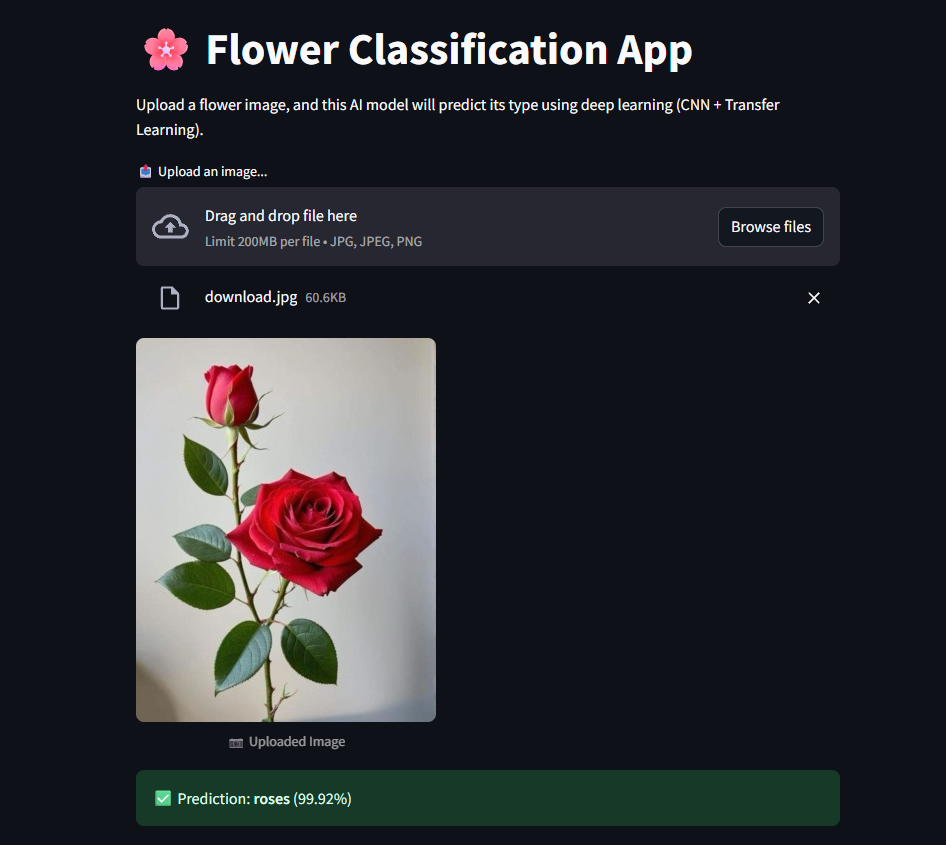 🌸 Flower Classification App
Upload a flower image, and this AI model will predict its type using deep learning (CNN + Transfer
Learning).
📤 Upload an image...
Drag and drop file here
Limit 200MB per file • JPG, JPEG, PNG
Browse files
download.jpg 60.6KB
Uploaded Image
✅ Prediction: roses (99.92%)